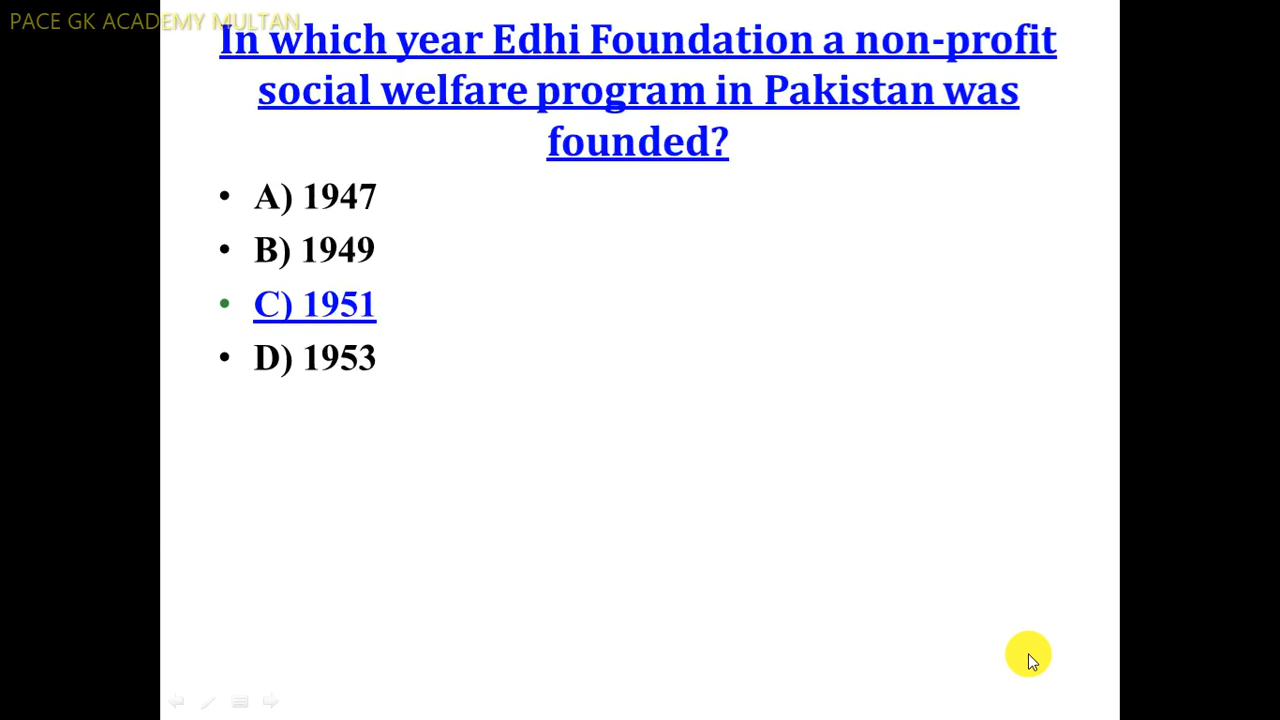 PACE GK ACADEMY MULTAN
In which year Edhi Foundation a non-profit
social welfare program in Pakistan was
founded?
• A) 1947
• B) 1949
• C) 1951
• D) 1953